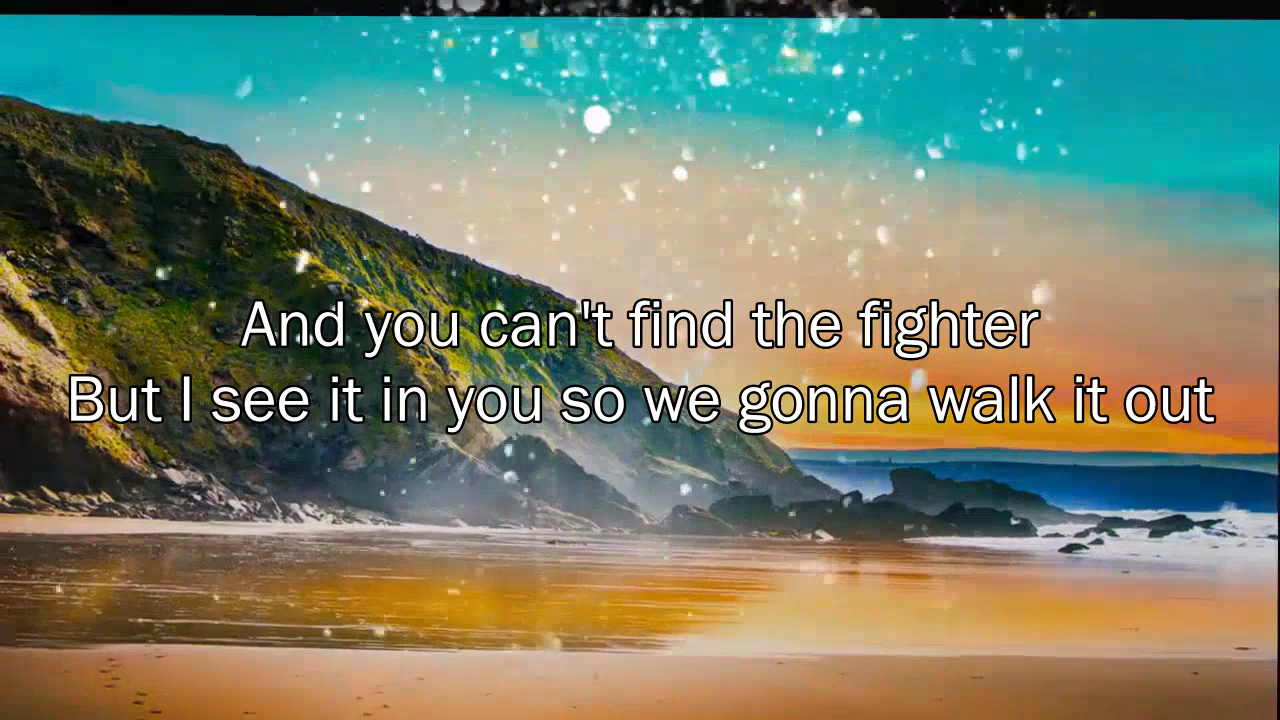 And you can't find the fighter
But I see it in you so we gonna walk it out